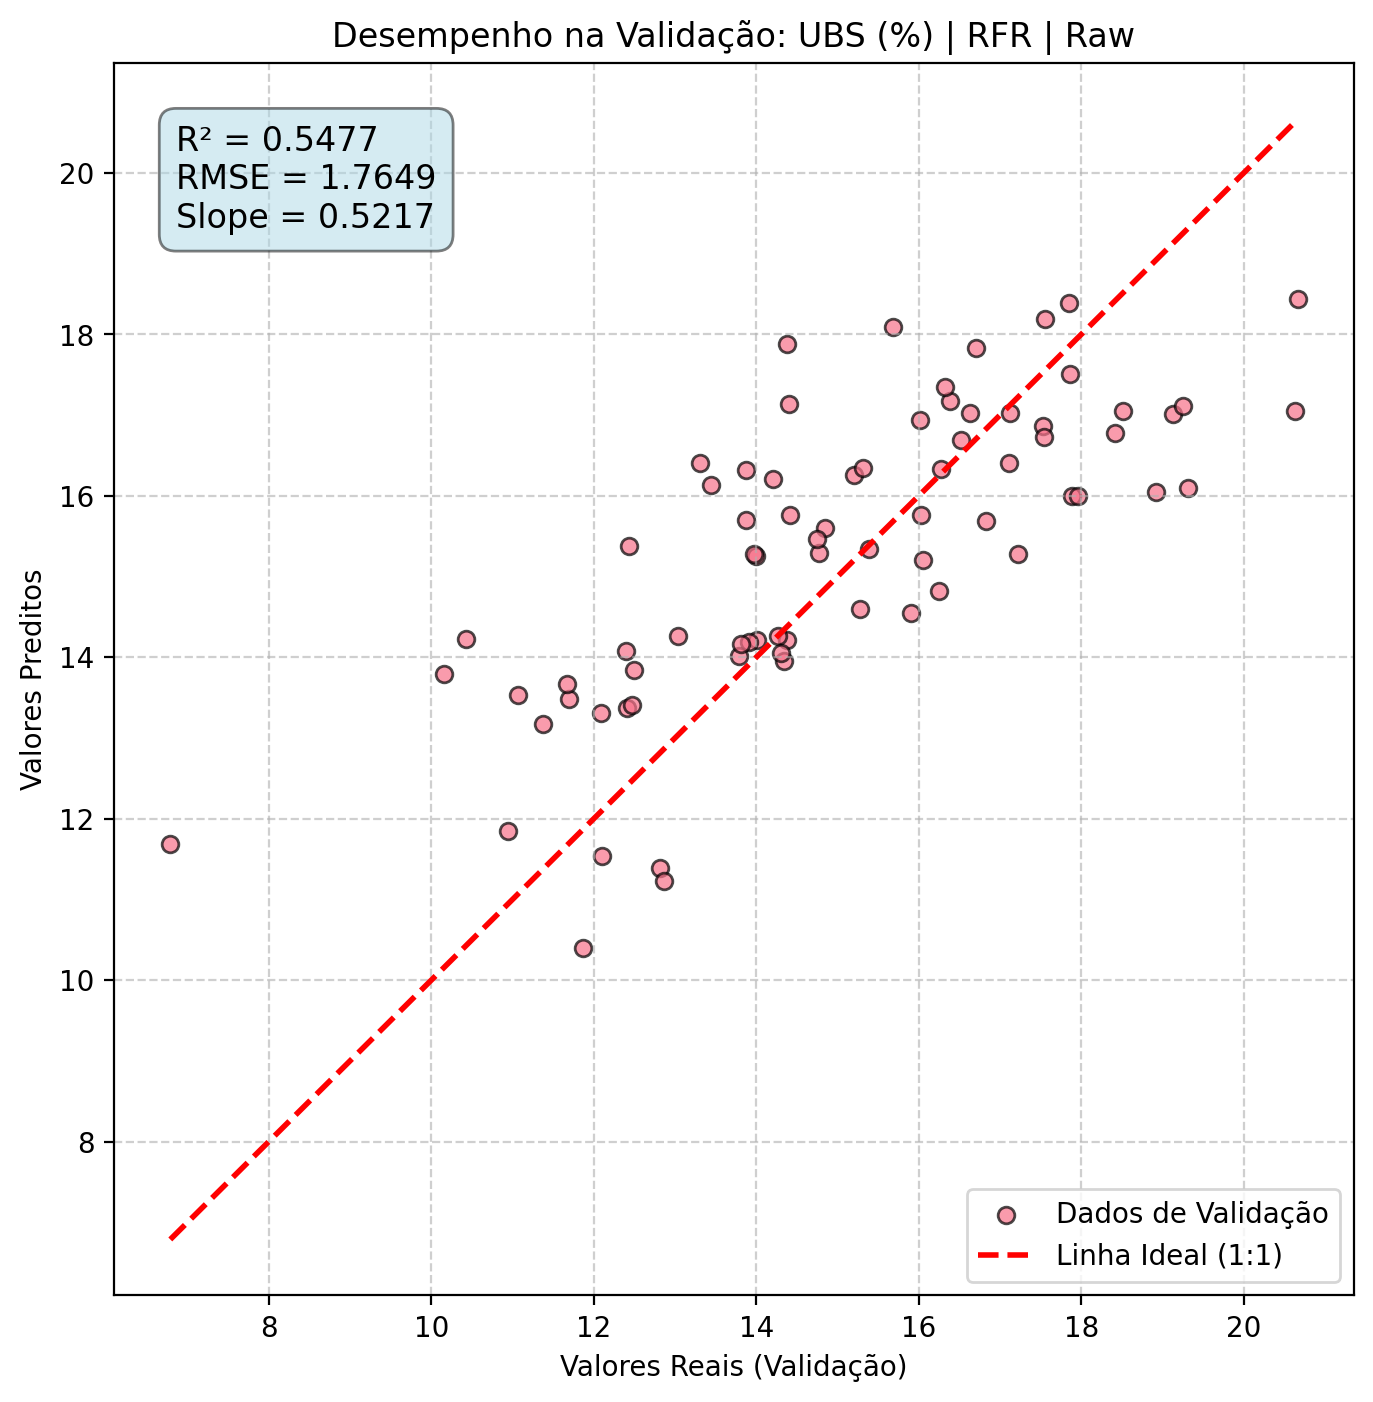 Desempenho na Validação: UBS (%) | RFR | Raw
R² = 0.5477
RMSE = 1.7649
Slope = 0.5217
20
18
16
14
12
10
8
Valores Preditos
Dados de Validação
Linha Ideal (1:1)
8 10 12 14 16 18 20
Valores Reais (Validação)